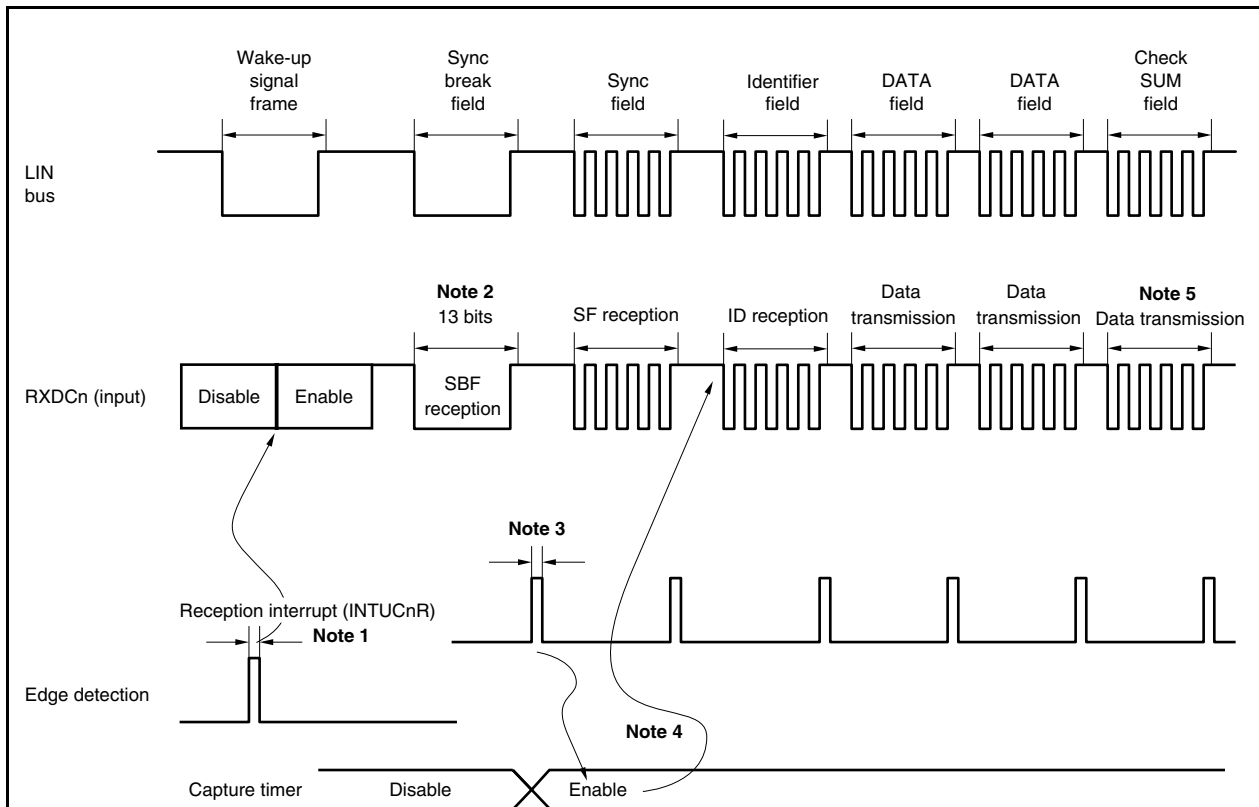 Wake-up
signal
frame
Sync
break
field
Sync
field
Identifier
field
DATA
field
DATA
field
Check
SUM
field
LIN
bus
Note 2
13 bits
SF reception
ID reception
Data
transmission
Data
transmission
Note 5
Data transmission
RXDCn (input)
Disable
Enable
SBF
reception
Note 3
Reception interrupt (INTUCnR)
Note 1
Edge detection
Note 4
Capture timer
Disable
Enable